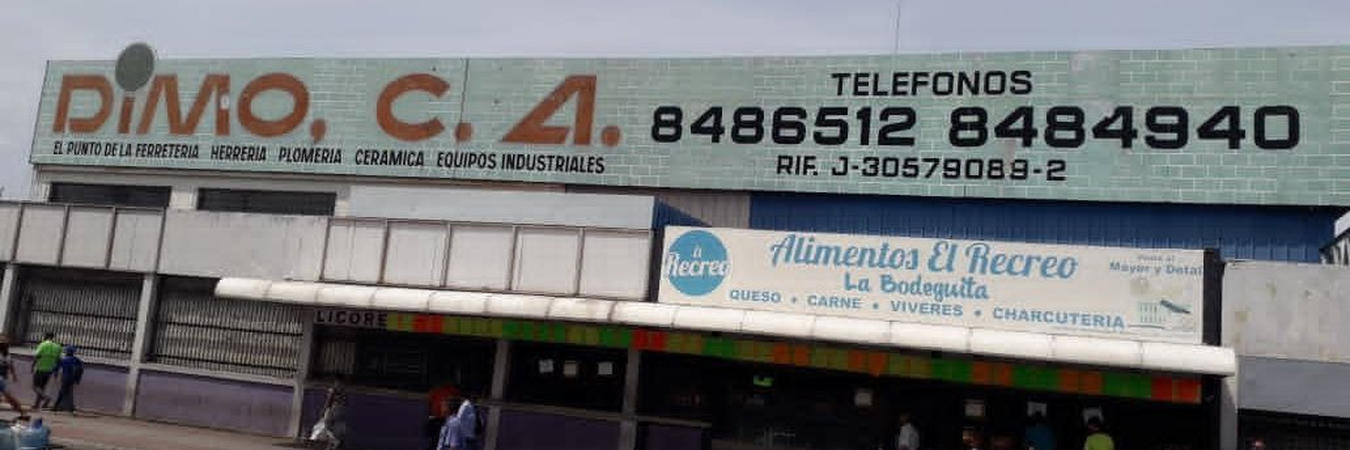 DiMO, C. A.
EL PUNTO DE LA FERRETERIA HERRERIA PLOMERIA CERAMICA EQUIPOS INDUSTRIALES
TELEFONOS
8486512 8484940
RIF. J-30579089-2
Recreo
Alimentos El Recreo
La Bodeguita
QUESO • CARNE • VIVERES • CHARCUTERIA
Mayor y Detal
LICORE